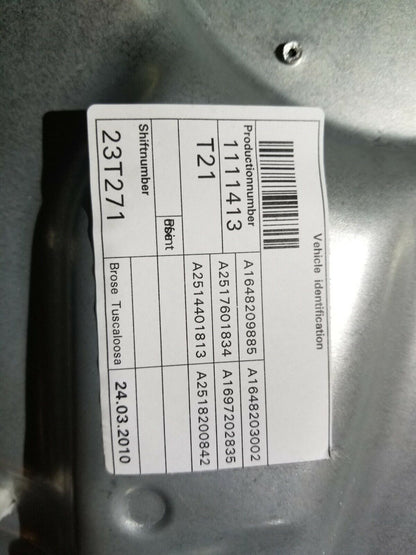 Vehicle identification
Productionnumber
1111413
A1648209885
A1648203002
T21
A2517601834
A1697202835
A2514401813
A2518200842
Shiftnumber
23T271
Brose Tuscaloosa
24.03.2010